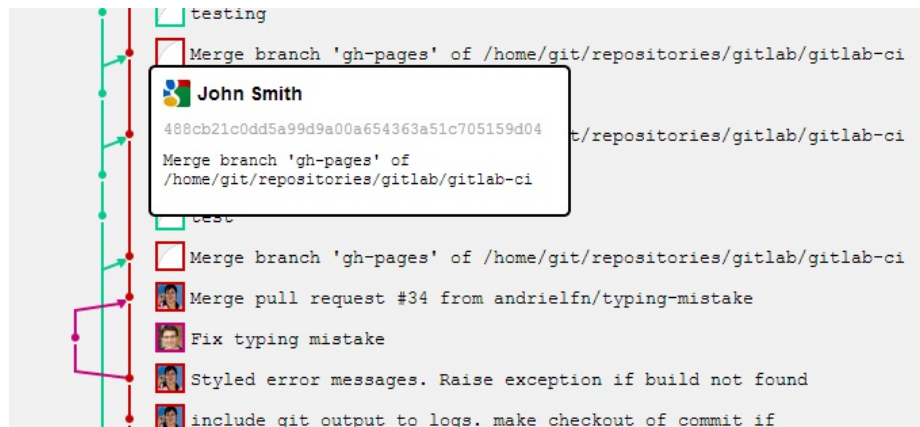 testing
Merge branch 'gh-pages' of /home/git/repositories/gitlab/gitlab-ci
John Smith
488cb21c0dd5a99d9a00a654363a51c705159d04
t/repositories/gitlab/gitlab-ci
Merge branch 'gh-pages' of
/home/git/repositories/gitlab/gitlab-ci
test
Merge branch 'gh-pages' of /home/git/repositories/gitlab/gitlab-ci
Merge pull request #34 from andrielfn/typing-mistake
Fix typing mistake
Styled error messages. Raise exception if build not found
include git output to logs. make checkout of commit if